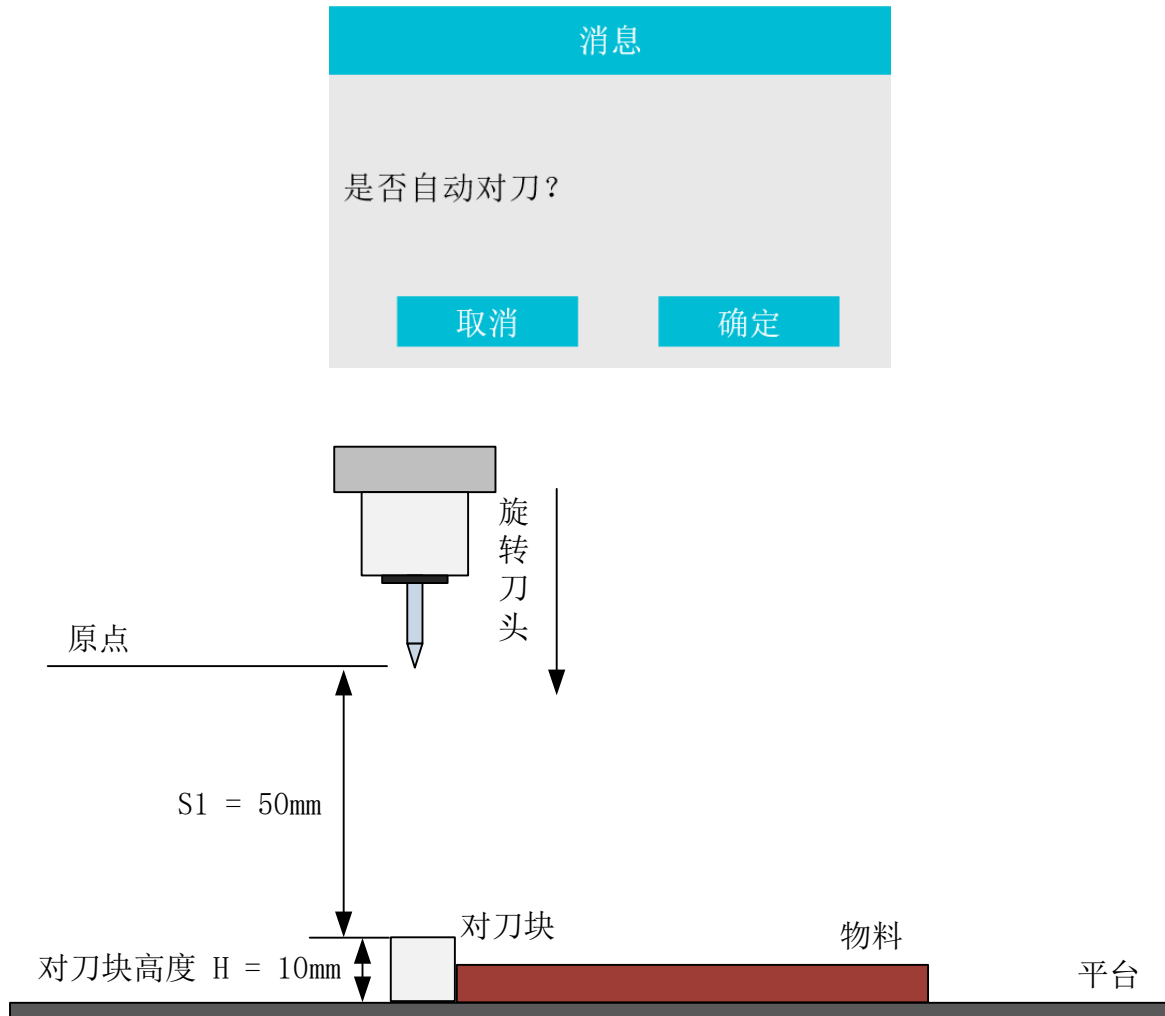 消息
是否自动对刀？
取消
确定
旋转刀头
原点
S1 = 50mm
对刀块
物料
对刀块高度 H = 10mm
平台